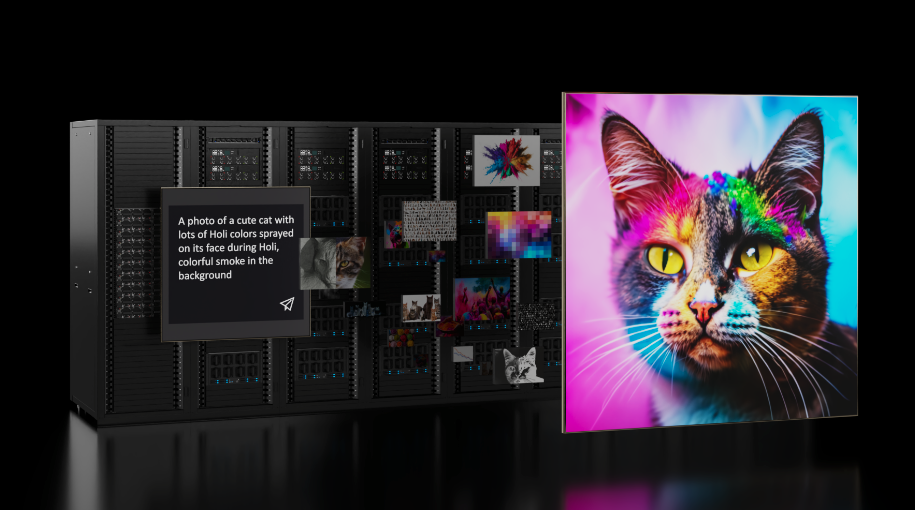 A photo of a cute cat with
lots of Holi colors sprayed
on its face during Holi,
colorful smoke in the
background